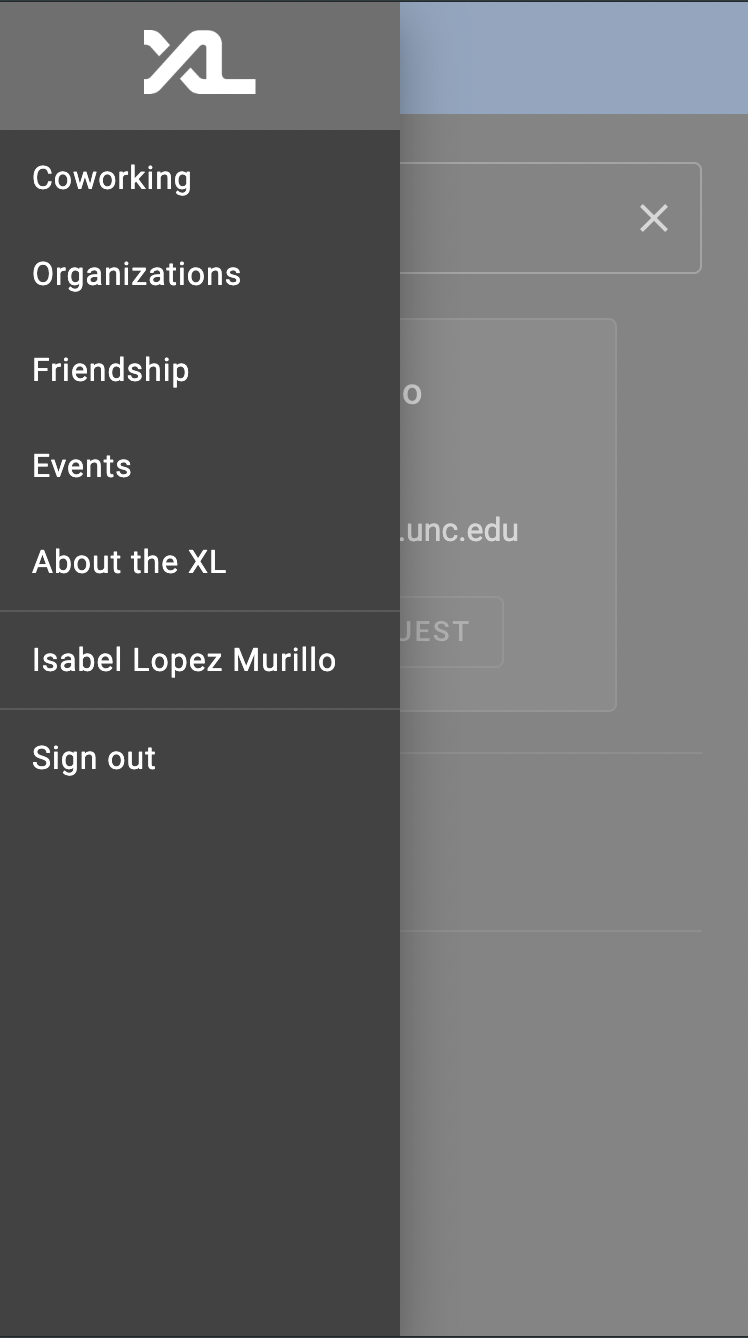 XL
Coworking
Organizations
Friendship
o
Events
.unc.edu
About the XL
UEST
Isabel Lopez Murillo
Sign out